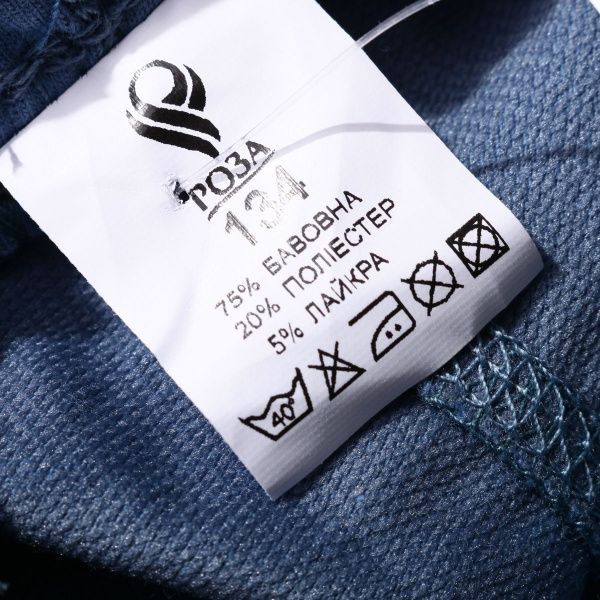 РОЗА
134
75% БАВОВНА
20% ПОЛІЕСТЕР
5% ЛАЙКРА
40°